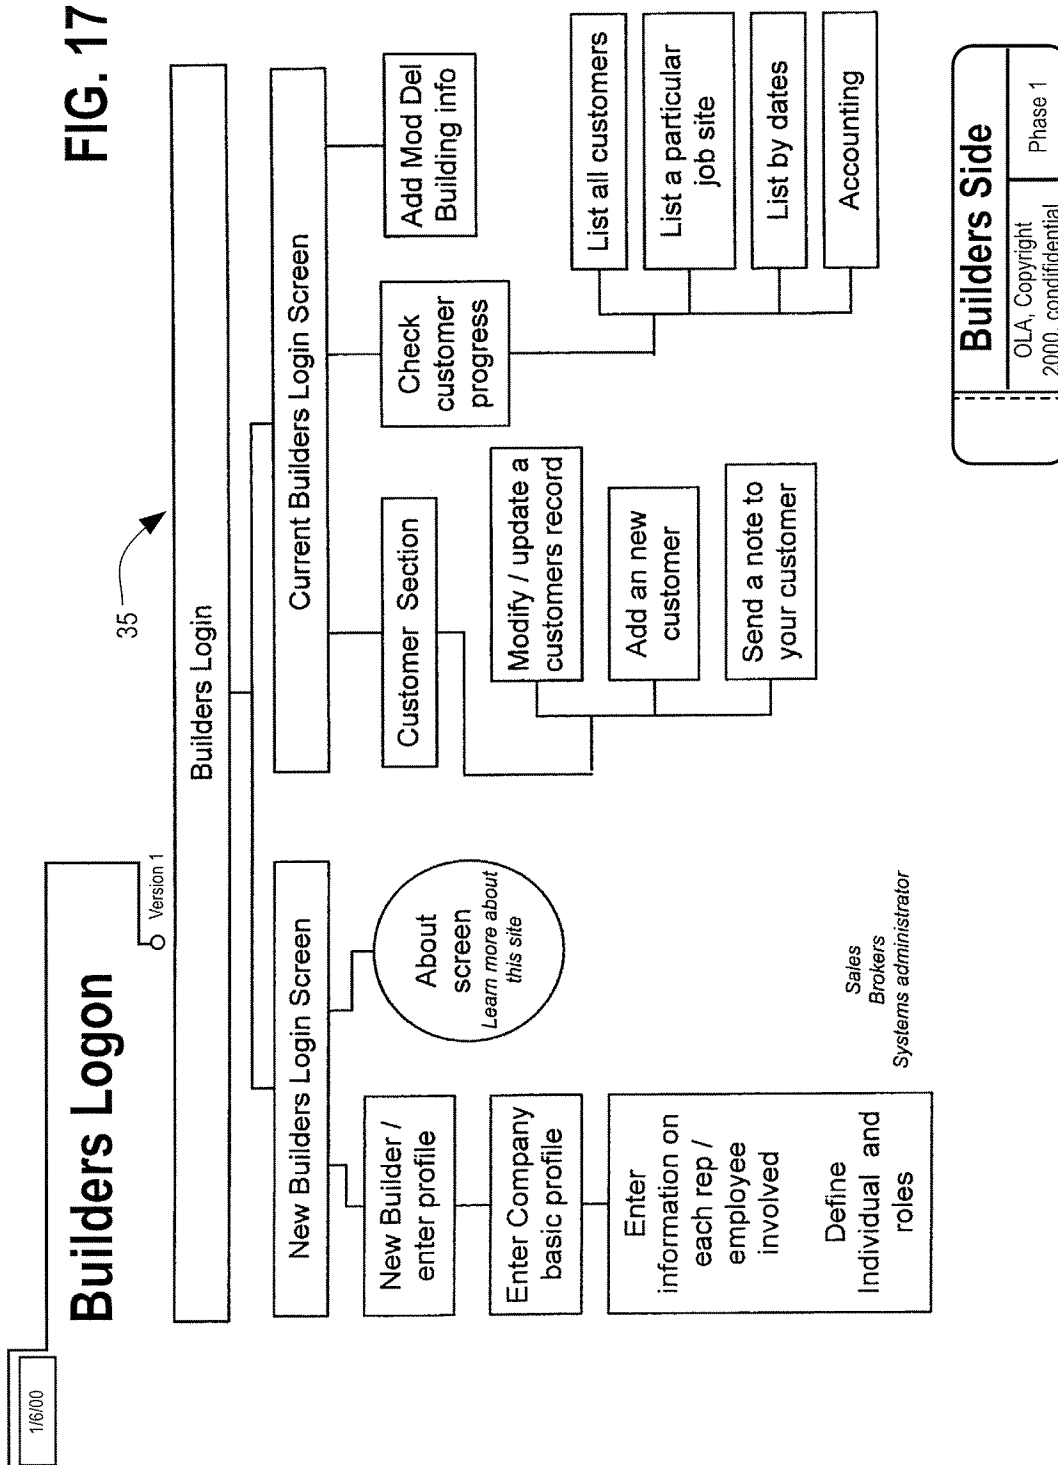 FIG. 17
1/6/00
Builders Logon
Version 1
35
Builders Login
New Builders Login Screen
Current Builders Login Screen
New Builder /
enter profile
About
screen
Learn more about
this site
Customer Section
Check
customer
progress
Add Mod Del
Building info
Enter Company
basic profile
Modify / update a
customers record
Add an new
customer
Send a note to
your customer
List all customers
List a particular
job site
List by dates
Accounting
Enter
information on
each rep /
employee
involved
Define
Individual and
roles
Sales
Brokers
Systems administrator
Builders Side
OLA, Copyright
2000, condifidential
Phase 1